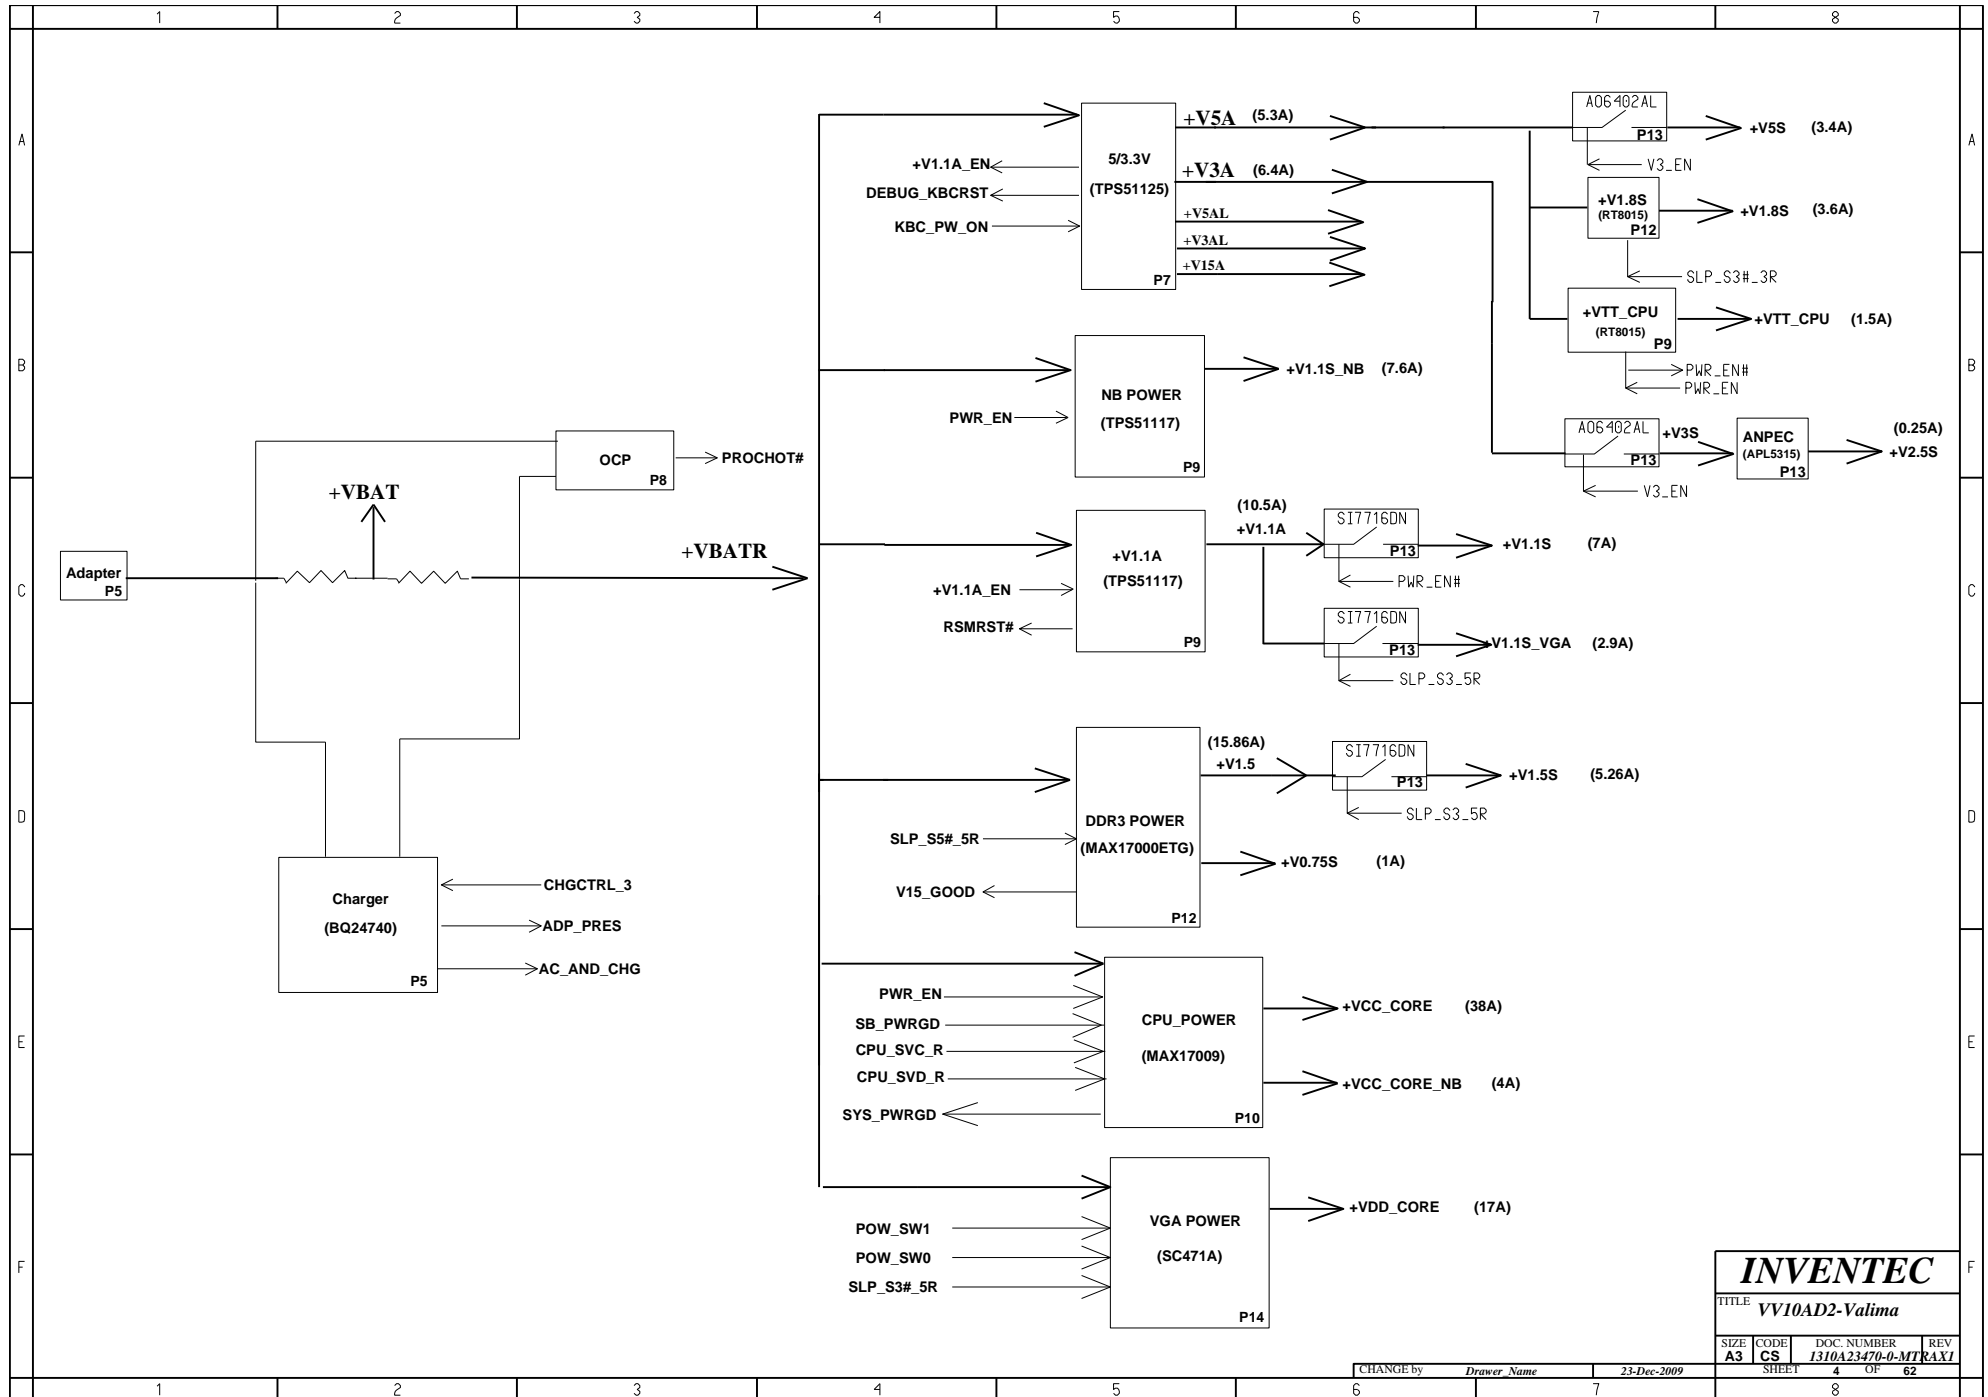 1 2 3 4 5 6 7 8
A
B
C
D
E
F
A
B
C
D
E
F
Adapter
P5
+VBAT
+VBATR
OCP
P8
PROCHOT#
Charger
(BQ24740)
P5
CHGCTRL_3
ADP_PRES
AC_AND_CHG
5/3.3V
(TPS51125)
P7
+V1.1A_EN
DEBUG_KBCRST
KBC_PW_ON
+V5A (5.3A)
+V3A (6.4A)
+V5AL
+V3AL
+V15A
AO6402AL
P13
+V5S (3.4A)
V3_EN
+V1.8S
(RT8015)
P12
+V1.8S (3.6A)
SLP_S3#_3R
+VTT_CPU
(RT8015)
P9
+VTT_CPU (1.5A)
PWR_EN#
PWR_EN
AO6402AL
P13
+V3S
V3_EN
ANPEC
(APL5315)
P13
(0.25A)
+V2.5S
NB POWER
(TPS51117)
P9
PWR_EN
+V1.1S_NB (7.6A)
+V1.1A
(TPS51117)
P9
+V1.1A_EN
RSMRST#
(10.5A)
+V1.1A
SI7716DN
P13
+V1.1S (7A)
PWR_EN#
SI7716DN
P13
+V1.1S_VGA (2.9A)
SLP_S3_5R
DDR3 POWER
(MAX17000ETG)
P12
SLP_S5#_5R
V15_GOOD
(15.86A)
+V1.5
SI7716DN
P13
+V1.5S (5.26A)
SLP_S3_5R
+V0.75S (1A)
CPU_POWER
(MAX17009)
P10
PWR_EN
SB_PWRGD
CPU_SVC_R
CPU_SVD_R
SYS_PWRGD
+VCC_CORE (38A)
+VCC_CORE_NB (4A)
VGA POWER
(SC471A)
P14
POW_SW1
POW_SW0
SLP_S3#_5R
+VDD_CORE (17A)
INVENTEC
TITLE VV10AD2-Valima
SIZE CODE DOC. NUMBER REV
A3 CS 1310A23470-0-MTRAX1
CHANGE by Drawer_Name 23-Dec-2009 SHEET 4 OF 62
1 2 3 4 5 6 7 8